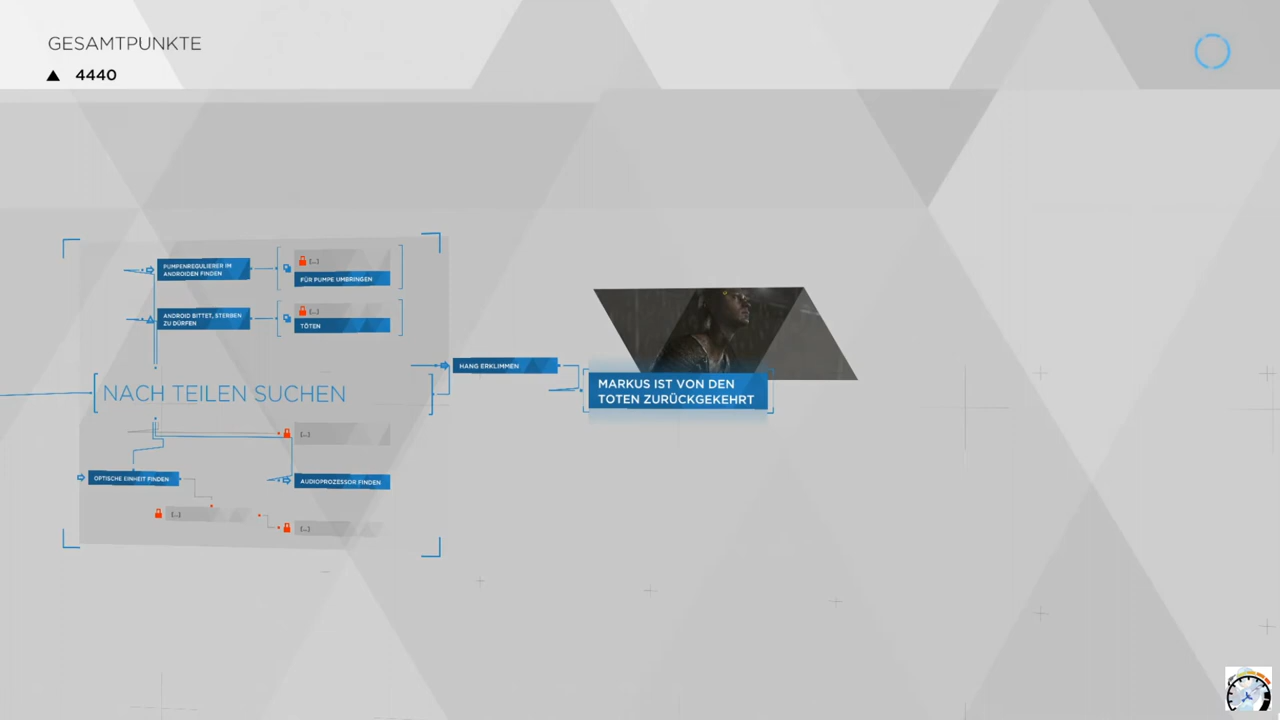 GESAMTPUNKTE
4440
PUMPENREGULIERER IM
ANDROIDEN FINDEN
[...]
FÜR PUMPE UMBRINGEN
ANDROID BITTET, STERBEN
ZU DÜRFEN
[...]
TÖTEN
HANG ERKLIMMEN
MARKUS IST VON DEN
TOTEN ZURÜCKGEKEHRT
NACH TEILEN SUCHEN
[...]
OPTISCHE EINHEIT FINDEN
AUDIOPROZESSOR FINDEN
[...]
[...]